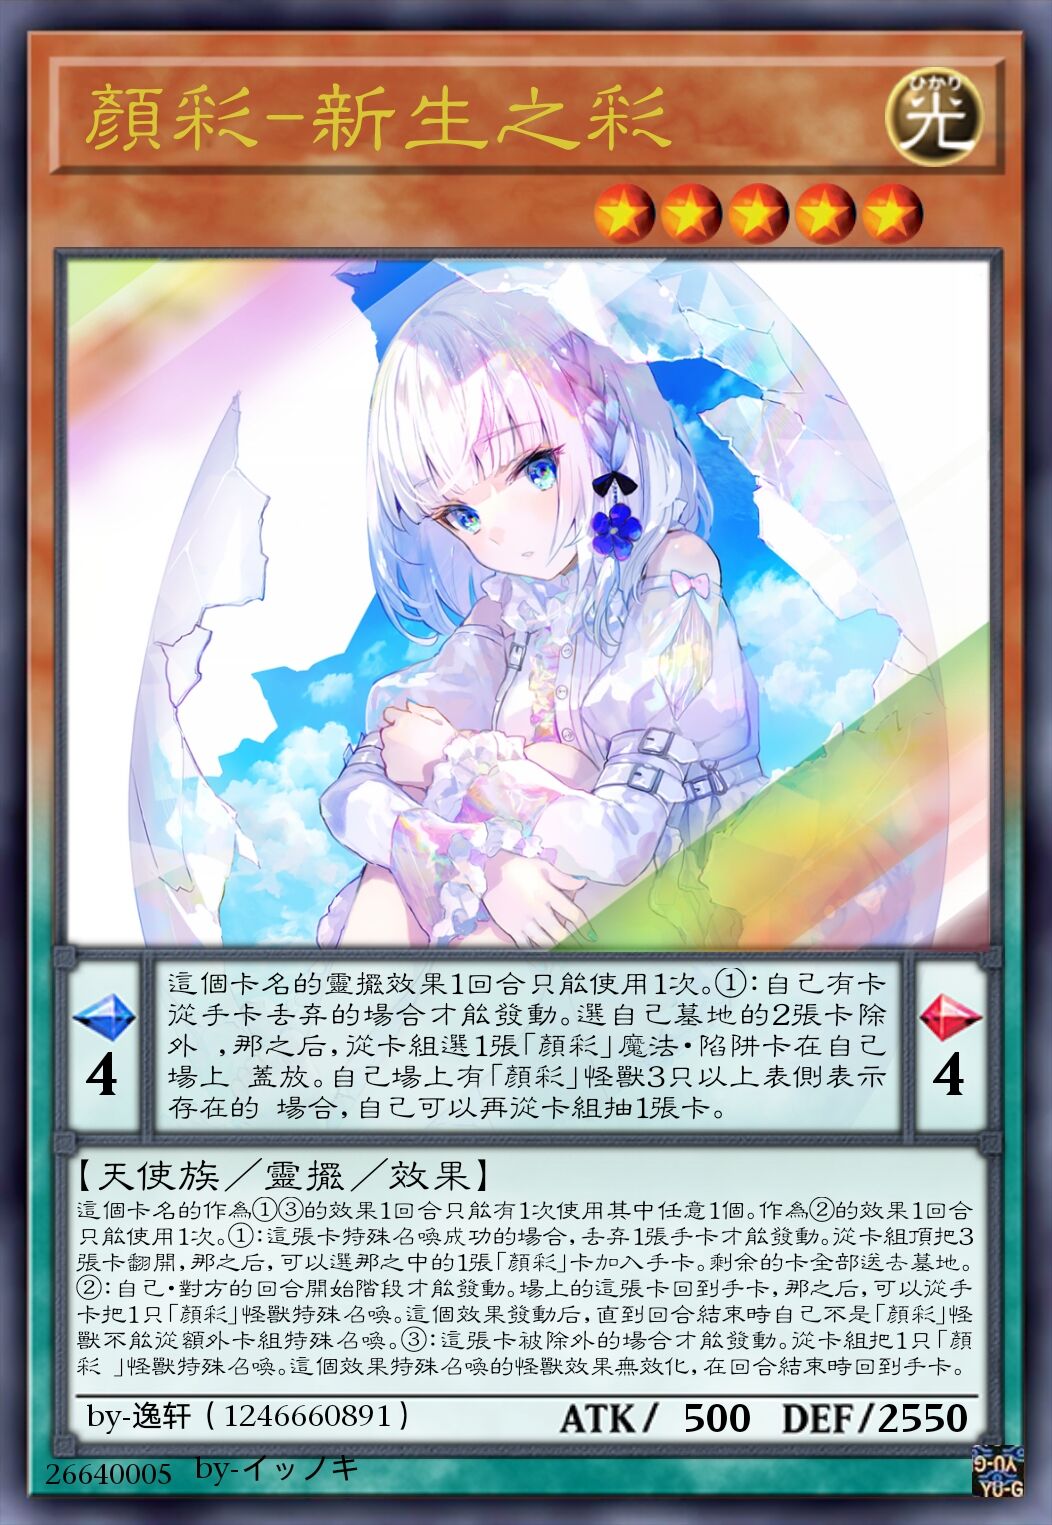 顏彩-新生之彩
ひかり
光
這個卡名的靈擺效果1回合只能使用1次。①:自己有卡
從手卡丟弃的場合才能發動。選自己墓地的2張卡除
外 ,那之后,從卡組選1張「顏彩」魔法·陷阱卡在自己
場上 蓋放。自己場上有「顏彩」怪獸3只以上表側表示
存在的 場合,自己可以再從卡組抽1張卡。
4
4
【天使族／靈擺／效果】
這個卡名的作為①③的效果1回合只能有1次使用其中任意1個。作為②的效果1回合
只能使用1次。①:這張卡特殊召喚成功的場合,丟弃1張手卡才能發動。從卡組頂把3
張卡翻開,那之后,可以選那之中的1張「顏彩」卡加入手卡。剩余的卡全部送去墓地。
②:自己·對方的回合開始階段才能發動。場上的這張卡回到手卡,那之后,可以從手
卡把1只「顏彩」怪獸特殊召喚。這個效果發動后,直到回合結束時自己不是「顏彩」怪
獸不能從額外卡組特殊召喚。③:這張卡被除外的場合才能發動。從卡組把1只「顏
彩 」怪獸特殊召喚。這個效果特殊召喚的怪獸效果無效化,在回合結束時回到手卡。
by-逸轩（1246660891）
ATK/ 500 DEF/2550
26640005 by-イッノキ
YU-G
YU-G